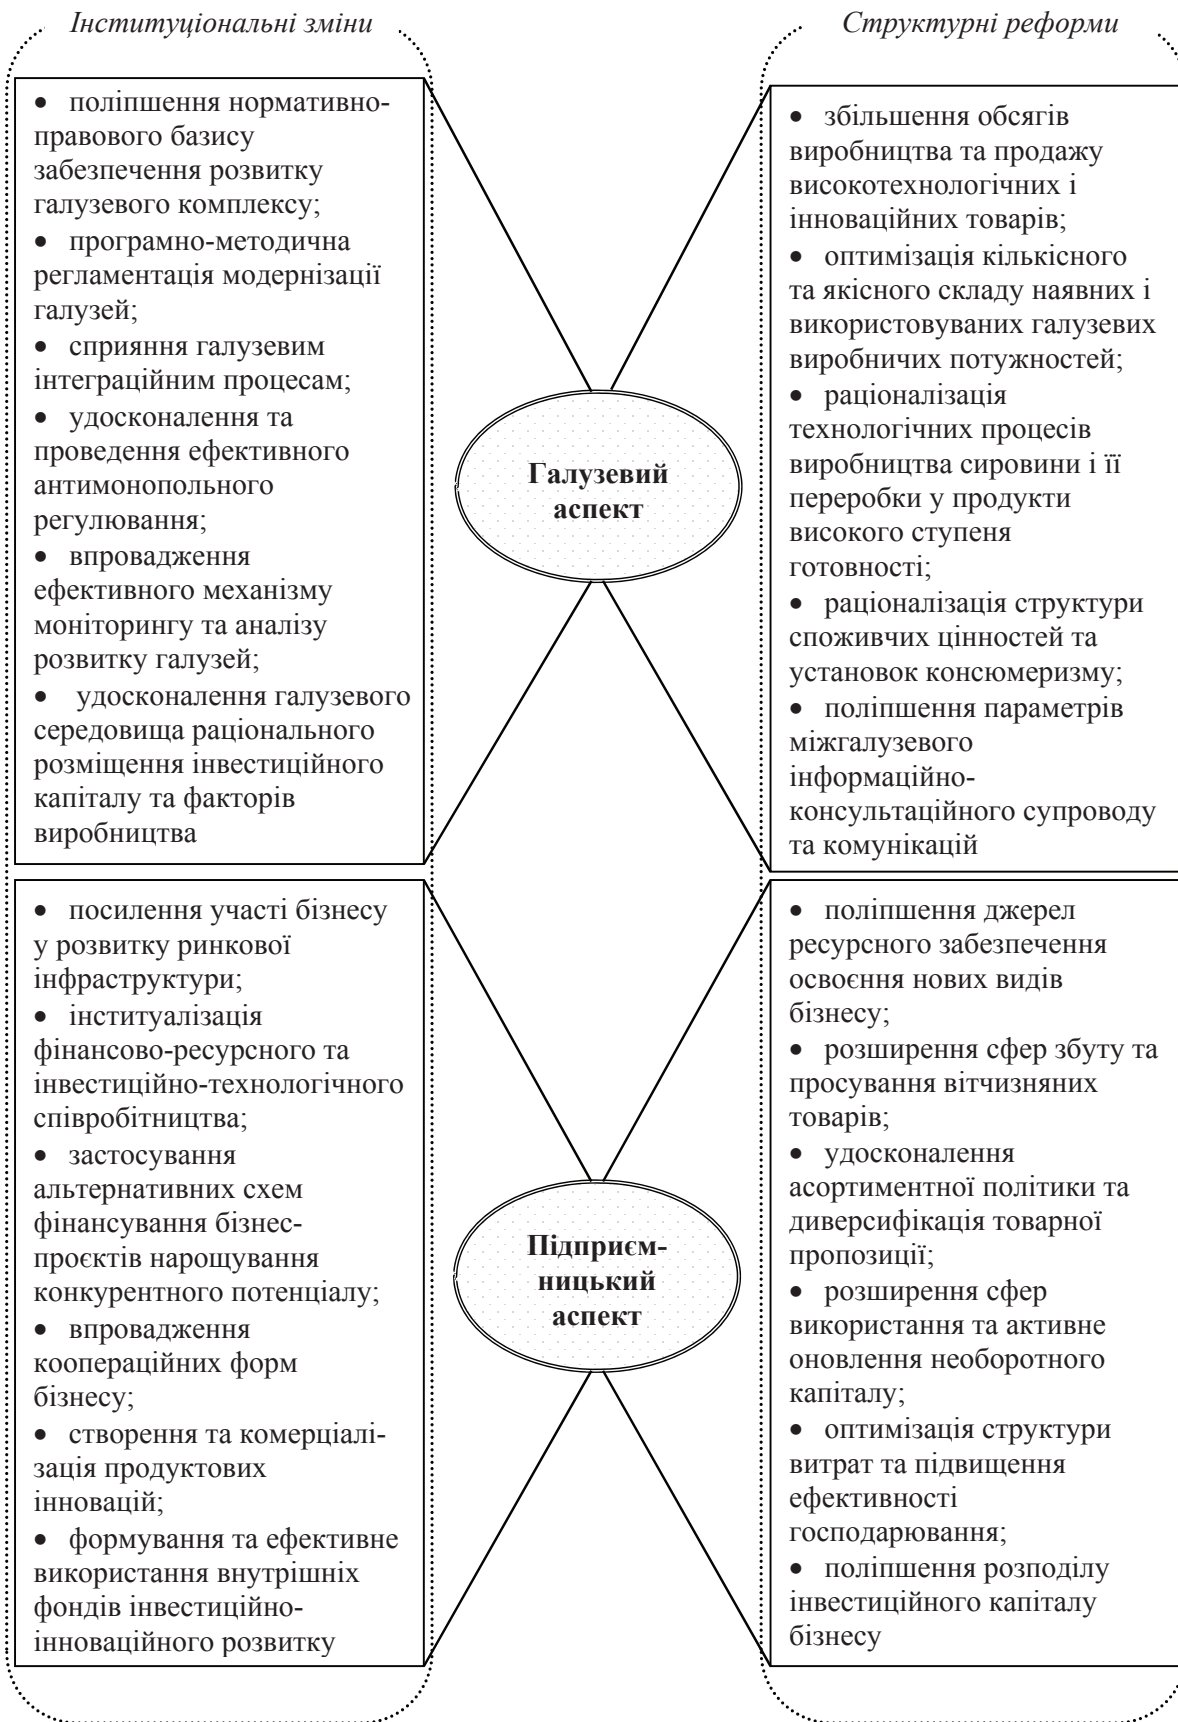 Інституціональні зміни
• поліпшення нормативно-
правового базису
забезпечення розвитку
галузевого комплексу;
• програмно-методична
регламентація модернізації
галузей;
• сприяння галузевим
інтеграційним процесам;
• удосконалення та
проведення ефективного
антимонопольного
регулювання;
• впровадження
ефективного механізму
моніторингу та аналізу
розвитку галузей;
• удосконалення галузевого
середовища раціонального
розміщення інвестиційного
капіталу та факторів
виробництва
Галузевий
аспект
Структурні реформи
• збільшення обсягів
виробництва та продажу
високотехнологічних і
інноваційних товарів;
• оптимізація кількісного
та якісного складу наявних і
використовуваних галузевих
виробничих потужностей;
• раціоналізація
технологічних процесів
виробництва сировини і її
переробки у продукти
високого ступеня
готовності;
• раціоналізація структури
споживчих цінностей та
установок консюмеризму;
• поліпшення параметрів
міжгалузевого
інформаційно-
консультаційного супроводу
та комунікацій
• посилення участі бізнесу
у розвитку ринкової
інфраструктури;
• інституалізація
фінансово-ресурсного та
інвестиційно-технологічного
співробітництва;
• застосування
альтернативних схем
фінансування бізнес-
проєктів нарощування
конкурентного потенціалу;
• впровадження
коопераційних форм
бізнесу;
• створення та комерціалі-
зація продуктових
інновацій;
• формування та ефективне
використання внутрішніх
фондів інвестиційно-
інноваційного розвитку
Підприєм-
ницький
аспект
• поліпшення джерел
ресурсного забезпечення
освоєння нових видів
бізнесу;
• розширення сфер збуту та
просування вітчизняних
товарів;
• удосконалення
асортиментної політики та
диверсифікація товарної
пропозиції;
• розширення сфер
використання та активне
оновлення необоротного
капіталу;
• оптимізація структури
витрат та підвищення
ефективності
господарювання;
• поліпшення розподілу
інвестиційного капіталу
бізнесу